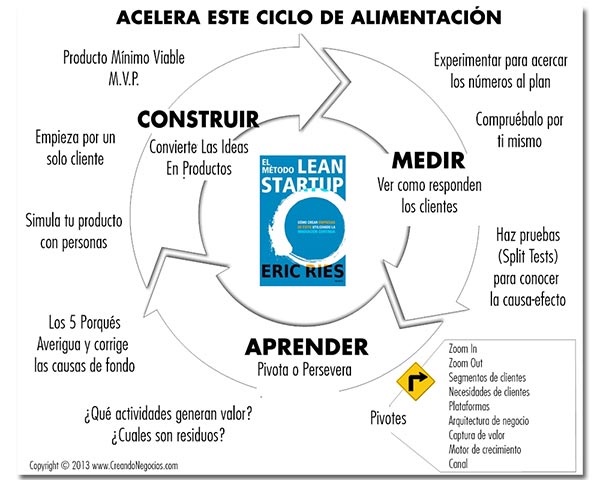 ACELERA ESTE CICLO DE ALIMENTACIÓN
Producto Mínimo Viable
M.V.P.
Experimentar para acercar
los números al plan
CONSTRUIR
Convierte Las Ideas
En Productos
Compruébalo por
ti mismo
Empieza por un
solo cliente
MEDIR
Ver como responden
los clientes
EL
MÉTODO LEAN
STARTUP
CÓMO CREAR EMPRESAS
DE ÉXITO UTILIZANDO LA
INNOVACIÓN CONTINUA
ERIC RIES
Simula tu producto
con personas
Haz pruebas
(Split Tests)
para conocer
la causa-efecto
Los 5 Porqués
Averigua y corrige
las causas de fondo
APRENDER
Pivota o Persevera
¿Qué actividades generan valor?
¿Cuales son residuos?
Pivotes
Zoom In
Zoom Out
Segmentos de clientes
Necesidades de clientes
Plataformas
Arquitectura de negocio
Captura de valor
Motor de crecimiento
Canal
Copyright © 2013 www.CreandoNegocios.com